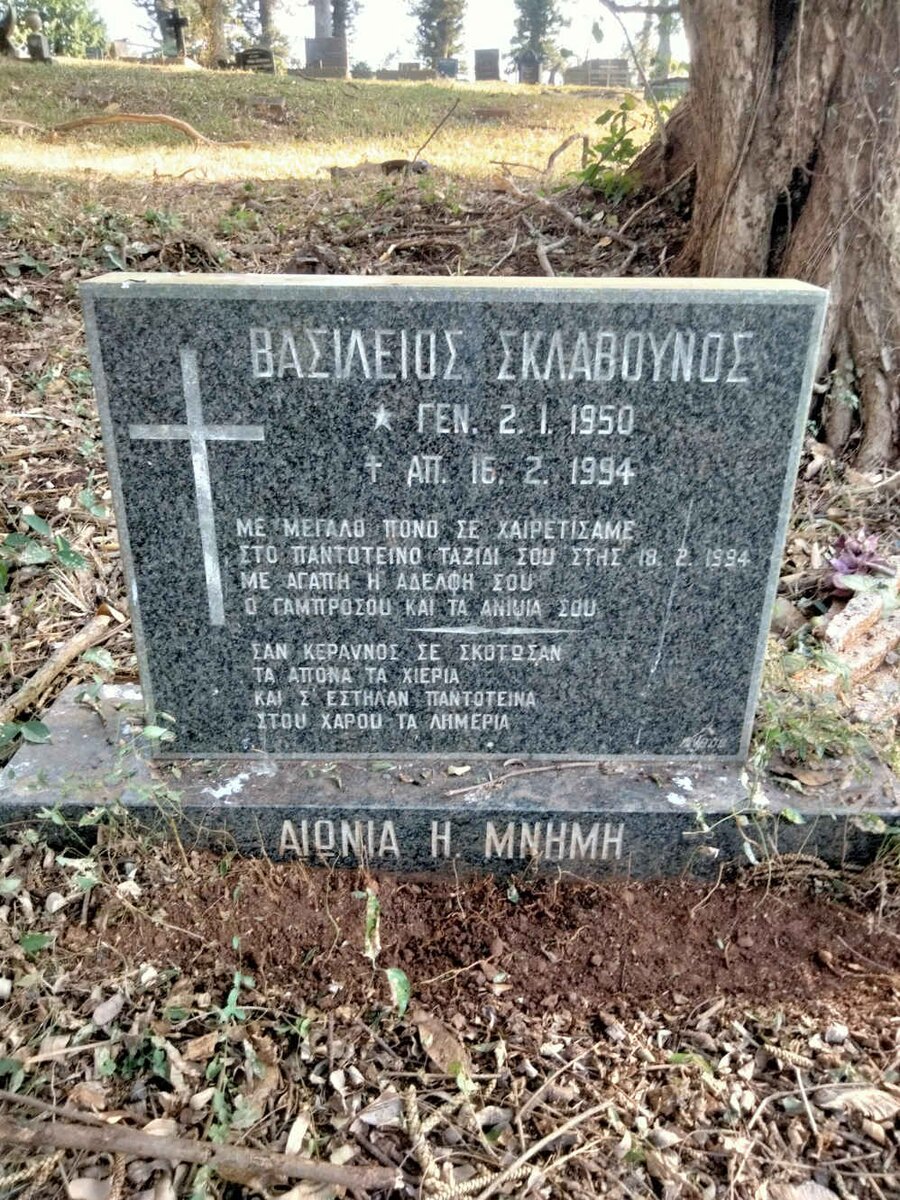 ΒΑΣΙΛΕΙΟΣ ΣΚΛΑΒΟΥΝΟΣ
★ ΓΕΝ. 2. 1. 1950
✝ ΑΠ. 16. 2. 1994
ΜΕ ΜΕΓΑΛΟ ΠΟΝΟ ΣΕ ΧΑΙΡΕΤΙΣΑΜΕ
ΣΤΟ ΠΑΝΤΟΤΕΙΝΟ ΤΑΖΙΔΙ ΣΟΥ ΣΤΗΣ 18. 2. 1994
ΜΕ ΑΓΑΠΗ Η ΑΔΕΛΦΗ ΣΟΥ
Ο ΓΑΜΠΡΟΣΟΥ ΚΑΙ ΤΑ ΑΝΙΨΙΑ ΣΟΥ
ΣΑΝ ΚΕΡΑΥΝΟΣ ΣΕ ΣΚΟΤΩΣΑΝ
ΤΑ ΑΠΟΝΑ ΤΑ ΧΙΕΡΙΑ
ΚΑΙ Σ' ΕΣΤΗΛΑΝ ΠΑΝΤΟΤΕΙΝΑ
ΣΤΟΥ ΧΑΡΟΥ ΤΑ ΛΗΜΕΡΙΑ
ΑΙΩΝΙΑ Η ΜΝΗΜΗ